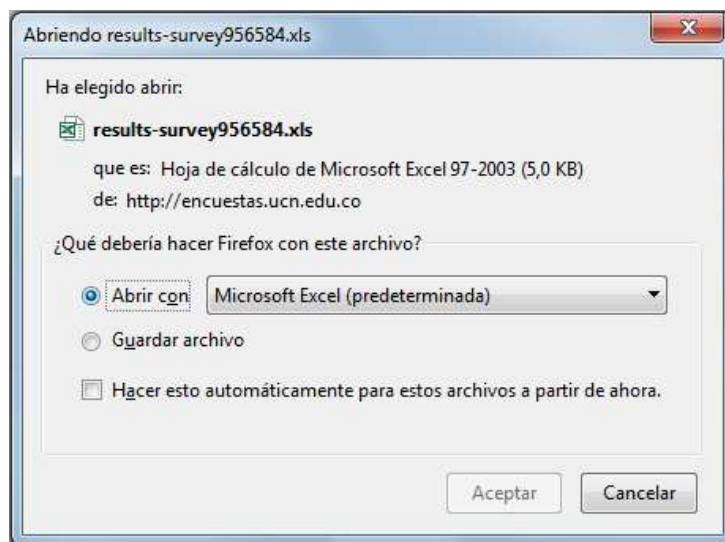 Abriendo results-survey956584.xls
Ha elegido abrir:
results-survey956584.xls
que es: Hoja de cálculo de Microsoft Excel 97-2003 (5,0 KB)
de: http://encuestas.ucn.edu.co
¿Qué debería hacer Firefox con este archivo?
Abrir con Microsoft Excel (predeterminada)
Guardar archivo
Hacer esto automáticamente para estos archivos a partir de ahora.
Aceptar Cancelar